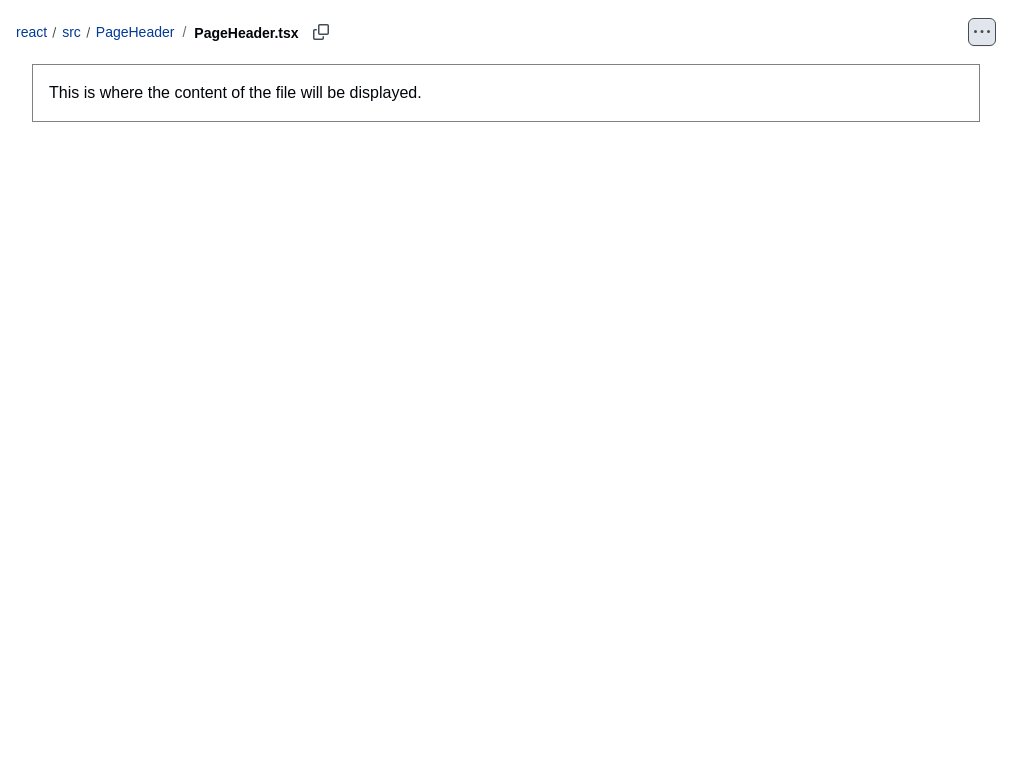 react / src / PageHeader / PageHeader.tsx
This is where the content of the file will be displayed.